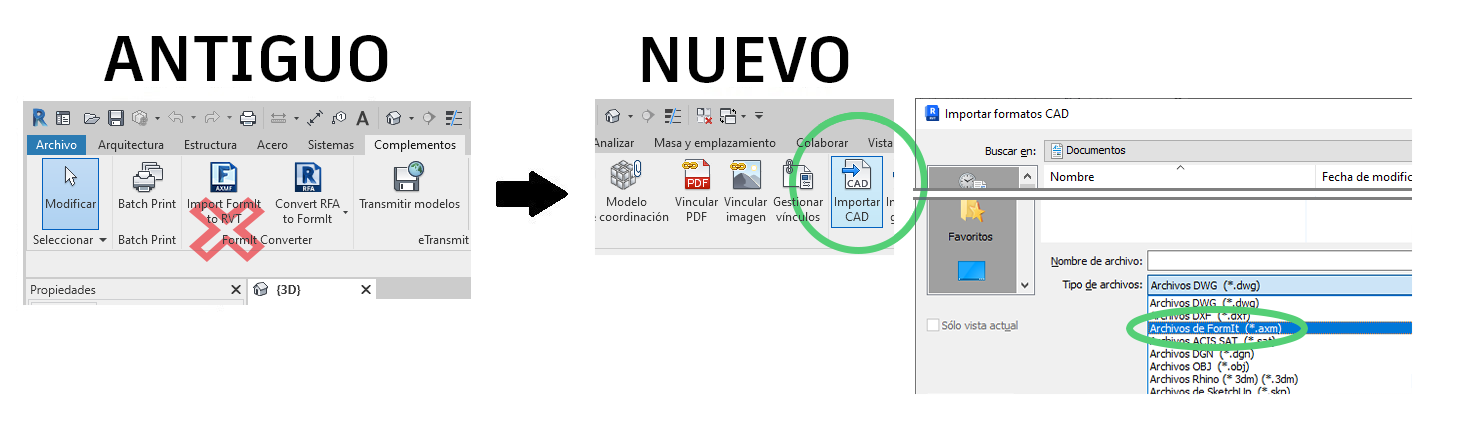 ANTIGUO
Archivo Arquitectura Estructura Acero Sistemas Complementos
Modificar
Batch Print
Import FormIt
to RVT
Convert RFA
to FormIt
Transmitir modelos
Seleccionar
Batch Print
FormIt Converter
eTransmit
Propiedades
{3D}
NUEVO
Analizar Masa y emplazamiento Colaborar Vista
Modelo
coordinación
Vincular
PDF
Vincular
imagen
Gestionar
vínculos
Importar
CAD
Importar formatos CAD
Buscar en: Documentos
Nombre Fecha de modific
Favoritos
Nombre de archivo:
Tipo de archivos: Archivos DWG (*.dwg)
Archivos DWG (*.dwg)
Archivos DXF (*.dxf)
Archivos de FormIt (*.axm)
Archivos ACIS SAT (*.sat)
Archivos DGN (*.dgn)
Archivos OBJ (*.obj)
Archivos Rhino (* 3dm) (*.3dm)
Archivos de SketchUp (*.skp)
Sólo vista actual